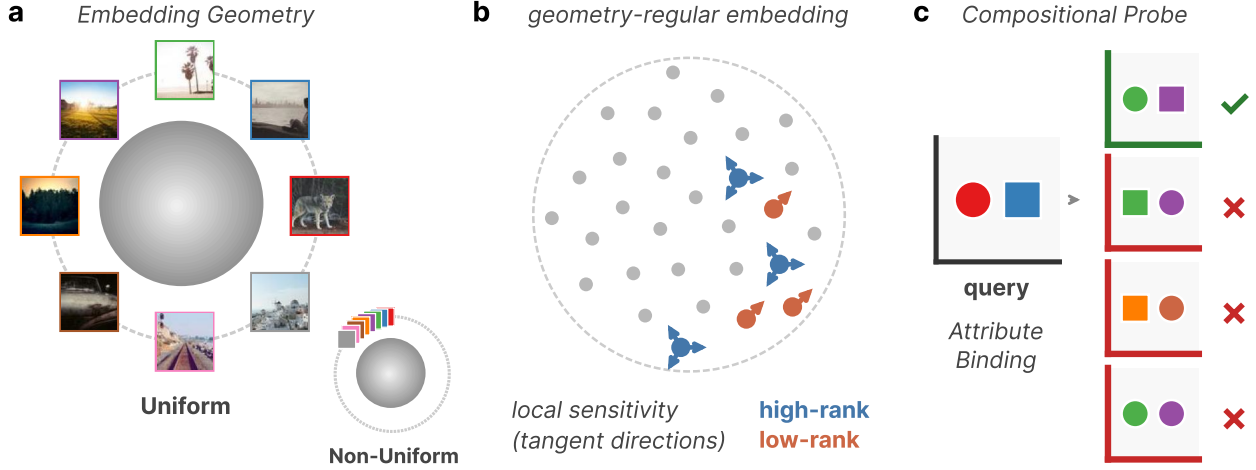 a
Embedding Geometry
Uniform
Non-Uniform
b
geometry-regular embedding
local sensitivity
(tangent directions)
high-rank
low-rank
c
Compositional Probe
query
Attribute
Binding